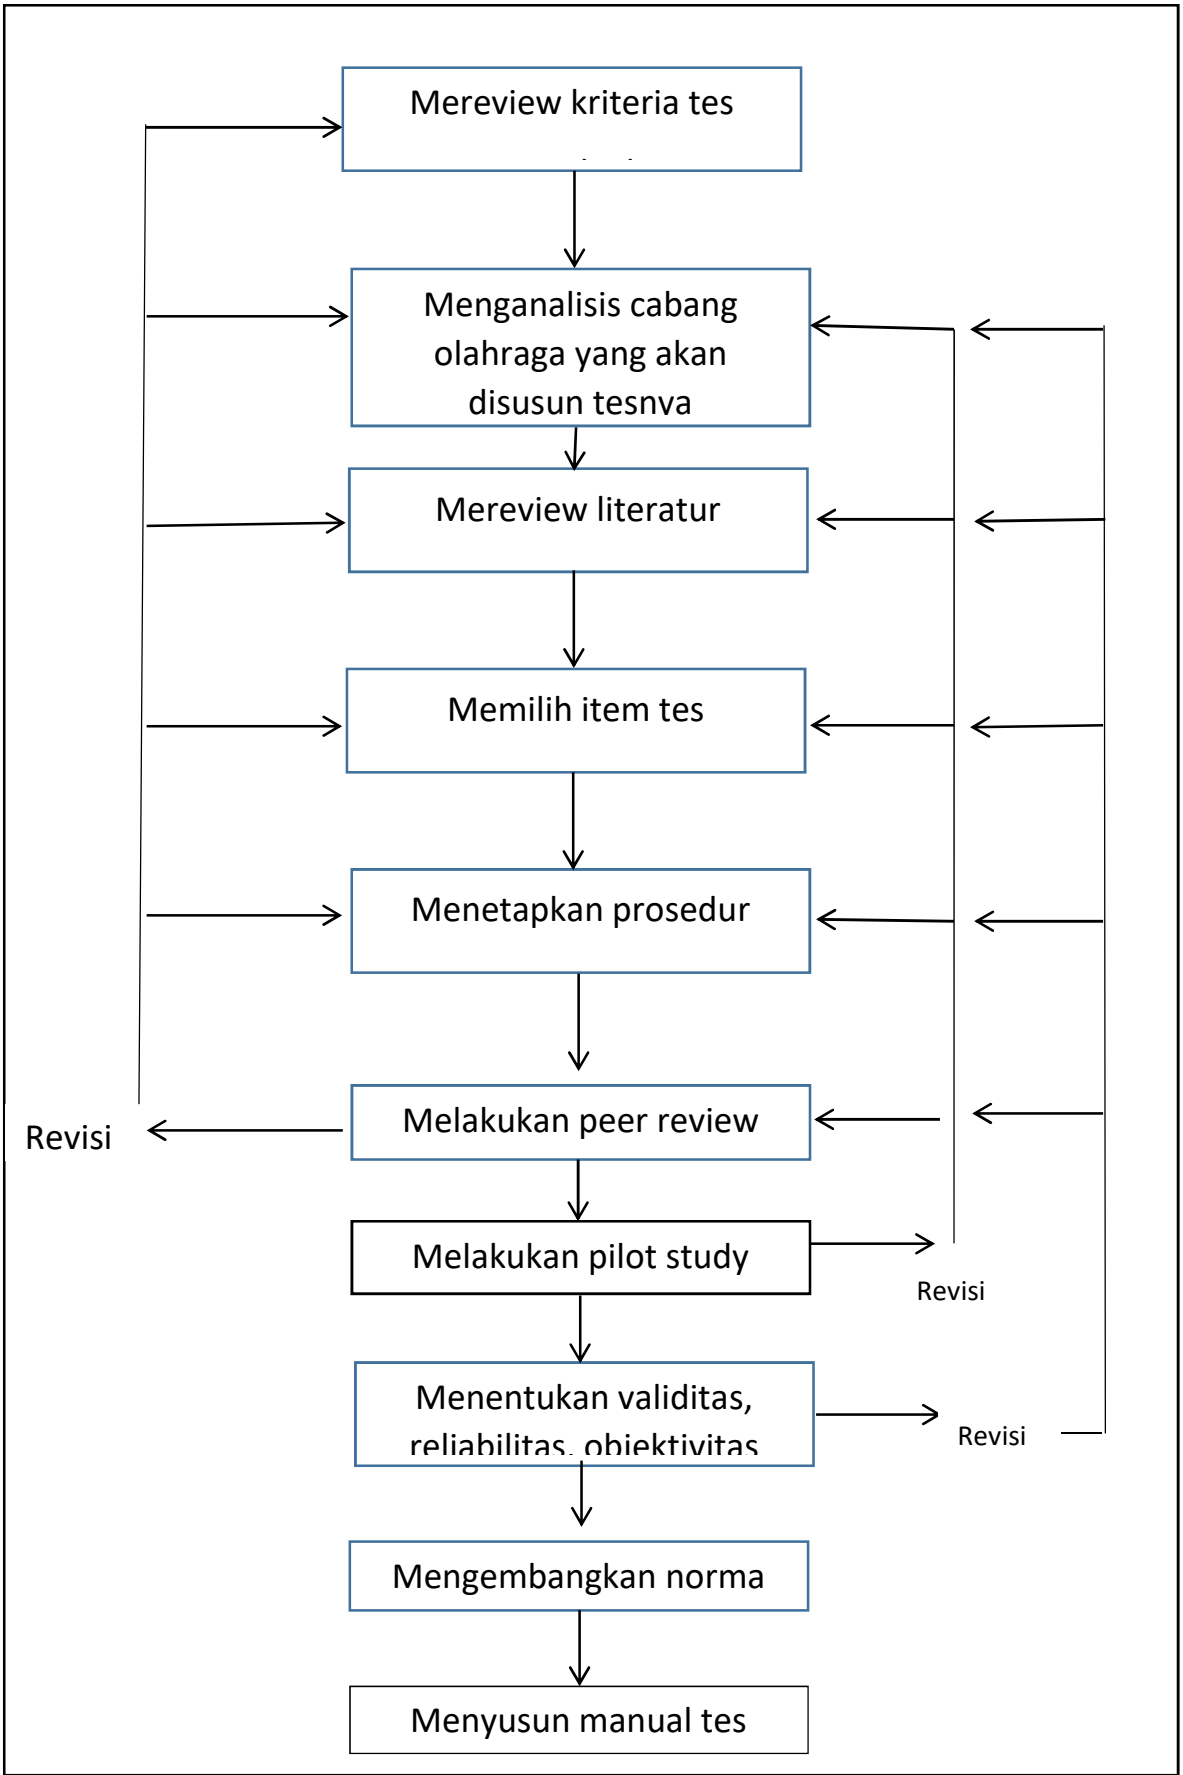 Mereview kriteria tes
Menganalisis cabang
olahraga yang akan
disusun tesnya
Mereview literatur
Memilih item tes
Menetapkan prosedur
Melakukan peer review
Revisi
Melakukan pilot study
Revisi
Menentukan validitas,
reliabilitas, objektivitas
Revisi
Mengembangkan norma
Menyusun manual tes